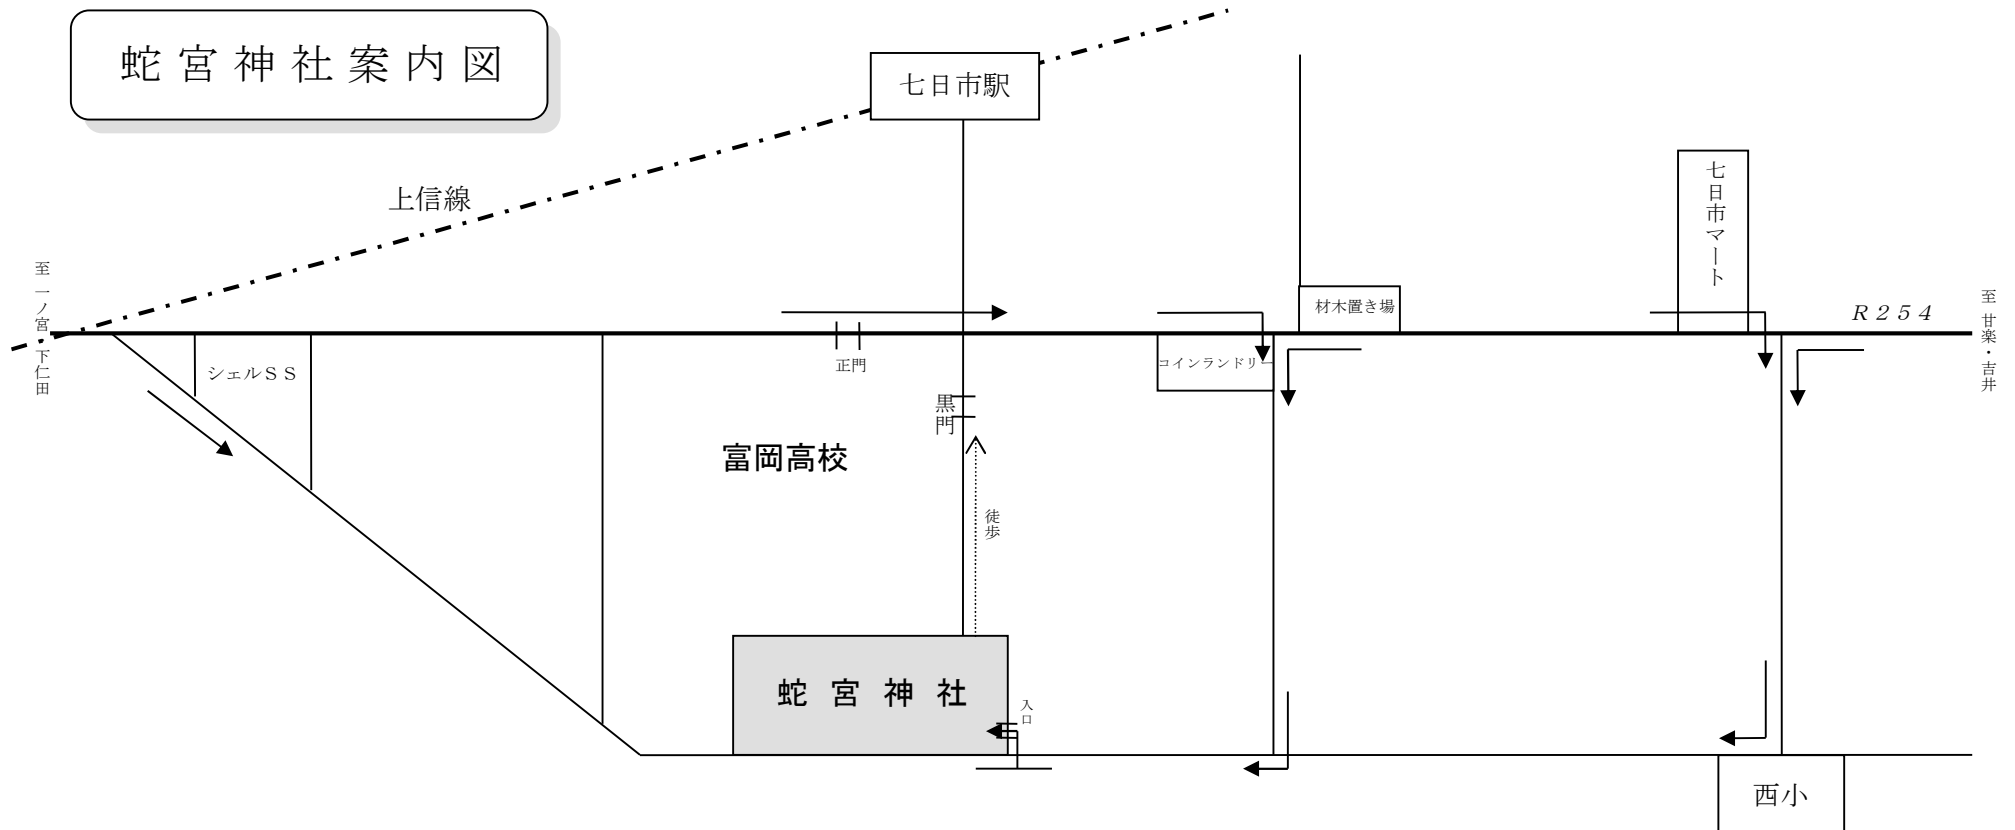 蛇宮神社案内図
七日市駅
上信線
七日市マート
至 一ノ宮・下仁田
材木置き場
R254
至 甘楽・吉井
正門
シェルSS
コインランドリー
黒門
富岡高校
徒歩
蛇宮神社
入口
西小